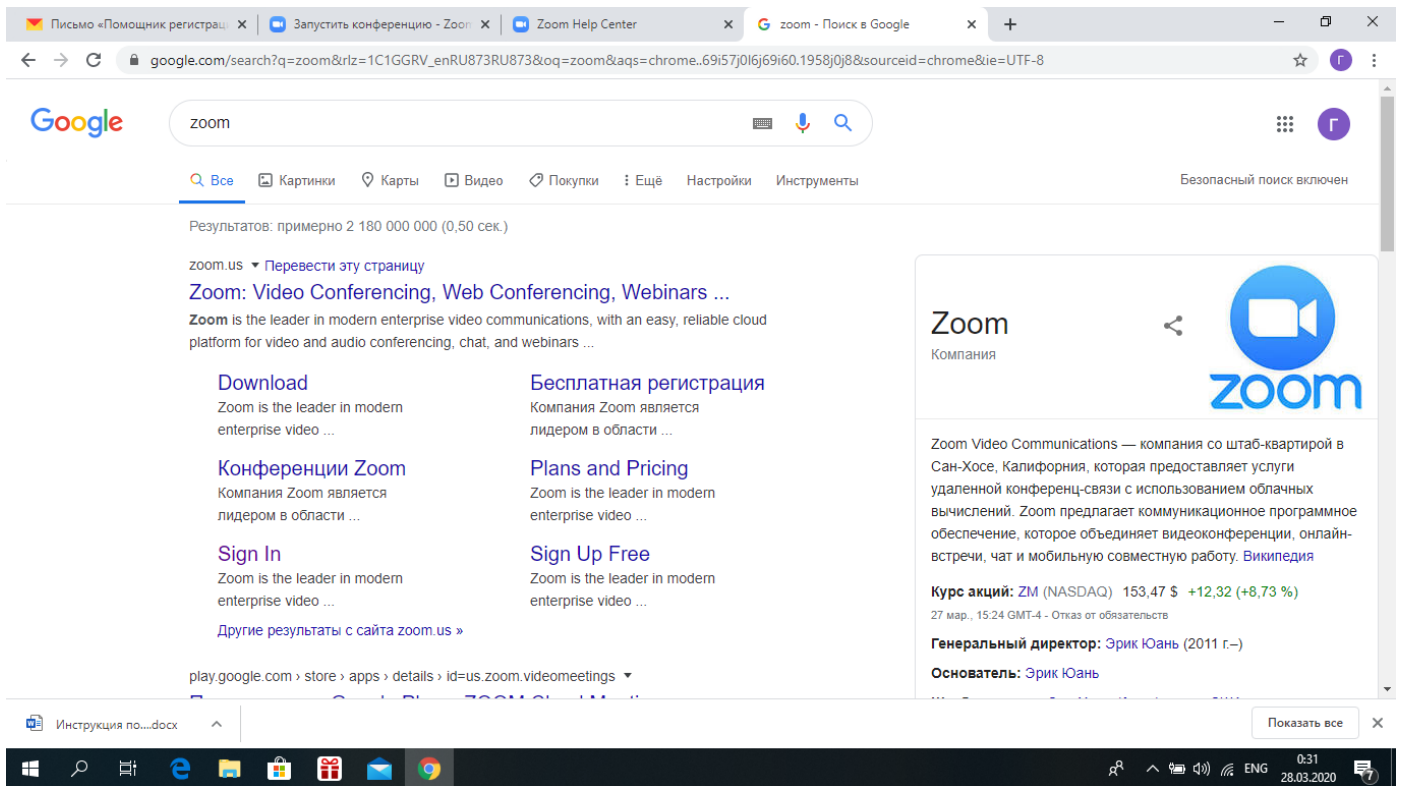 Письмо «Помощник регистрац
Запустить конференцию - Zoom
Zoom Help Center
zoom - Поиск в Google
google.com/search?q=zoom&rlz=1C1GGRV_enRU873RU873&oq=zoom&aqs=chrome..69i57j0l6j69i60.1958j0j8&sourceid=chrome&ie=UTF-8
Г
Google
zoom
Г
Все
Картинки
Карты
Видео
Покупки
Ещё
Настройки
Инструменты
Безопасный поиск включен
Результатов: примерно 2 180 000 000 (0,50 сек.)
zoom.us ▼ Перевести эту страницу
Zoom: Video Conferencing, Web Conferencing, Webinars ...
Zoom is the leader in modern enterprise video communications, with an easy, reliable cloud
platform for video and audio conferencing, chat, and webinars ...
Download
Zoom is the leader in modern
enterprise video ...
Бесплатная регистрация
Компания Zoom является
лидером в области ...
Конференции Zoom
Компания Zoom является
лидером в области ...
Plans and Pricing
Zoom is the leader in modern
enterprise video ...
Sign In
Zoom is the leader in modern
enterprise video ...
Sign Up Free
Zoom is the leader in modern
enterprise video ...
Другие результаты с сайта zoom.us »
play.google.com › store › apps › details › id=us.zoom.videomeetings ▼
Zoom
Компания
zoom
Zoom Video Communications — компания со штаб-квартирой в
Сан-Хосе, Калифорния, которая предоставляет услуги
удаленной конференц-связи с использованием облачных
вычислений. Zoom предлагает коммуникационное программное
обеспечение, которое объединяет видеоконференции, онлайн-
встречи, чат и мобильную совместную работу. Википедия
Курс акций: ZM (NASDAQ) 153,47 $ +12,32 (+8,73 %)
27 мар., 15:24 GMT-4 - Отказ от обязательств
Генеральный директор: Эрик Юань (2011 г.–)
Основатель: Эрик Юань
Инструкция по....docx
Показать все
ENG
0:31
28.03.2020
7